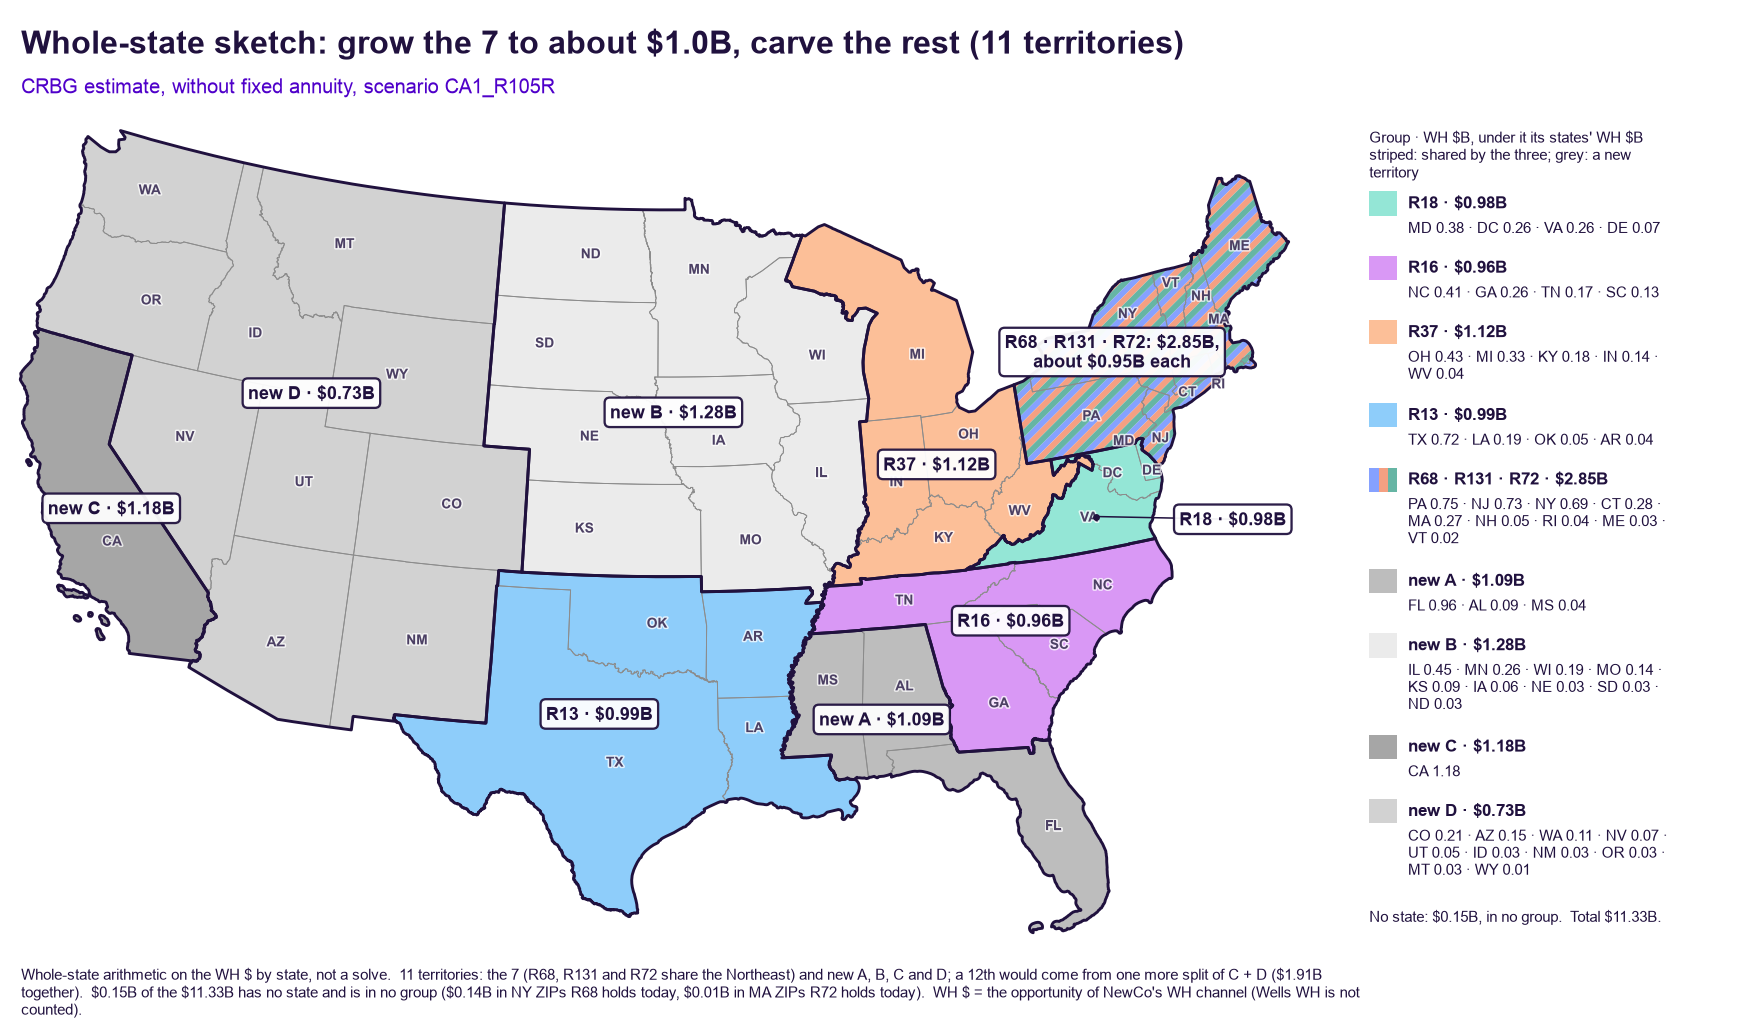 Whole-state sketch: grow the 7 to about $1.0B, carve the rest (11 territories)
CRBG estimate, without fixed annuity, scenario CA1_R105R
WA
MT
ND
MN
OR
ID
SD
WI
MI
WY
new D · $0.73B
NV
UT
CO
NE
new B · $1.28B
IA
IL
KS
MO
new C · $1.18B
CA
AZ
NM
OH
R37 · $1.12B
IN
WV
KY
ME
VT
NH
NY
MA
R68 · R131 · R72: $2.85B,
about $0.95B each
RI
CT
PA
NJ
MD
DE
DC
VA
R18 · $0.98B
NC
TN
R16 · $0.96B
SC
GA
OK
AR
R13 · $0.99B
TX
LA
MS
AL
new A · $1.09B
FL
Group · WH $B, under it its states' WH $B
striped: shared by the three; grey: a new
territory
R18 · $0.98B
MD 0.38 · DC 0.26 · VA 0.26 · DE 0.07
R16 · $0.96B
NC 0.41 · GA 0.26 · TN 0.17 · SC 0.13
R37 · $1.12B
OH 0.43 · MI 0.33 · KY 0.18 · IN 0.14 ·
WV 0.04
R13 · $0.99B
TX 0.72 · LA 0.19 · OK 0.05 · AR 0.04
R68 · R131 · R72 · $2.85B
PA 0.75 · NJ 0.73 · NY 0.69 · CT 0.28 ·
MA 0.27 · NH 0.05 · RI 0.04 · ME 0.03 ·
VT 0.02
new A · $1.09B
FL 0.96 · AL 0.09 · MS 0.04
new B · $1.28B
IL 0.45 · MN 0.26 · WI 0.19 · MO 0.14 ·
KS 0.09 · IA 0.06 · NE 0.03 · SD 0.03 ·
ND 0.03
new C · $1.18B
CA 1.18
new D · $0.73B
CO 0.21 · AZ 0.15 · WA 0.11 · NV 0.07 ·
UT 0.05 · ID 0.03 · NM 0.03 · OR 0.03 ·
MT 0.03 · WY 0.01
No state: $0.15B, in no group.  Total $11.33B.
Whole-state arithmetic on the WH $ by state, not a solve.  11 territories: the 7 (R68, R131 and R72 share the Northeast) and new A, B, C and D; a 12th would come from one more split of C + D ($1.91B
together).  $0.15B of the $11.33B has no state and is in no group ($0.14B in NY ZIPs R68 holds today, $0.01B in MA ZIPs R72 holds today).  WH $ = the opportunity of NewCo's WH channel (Wells WH is not
counted).